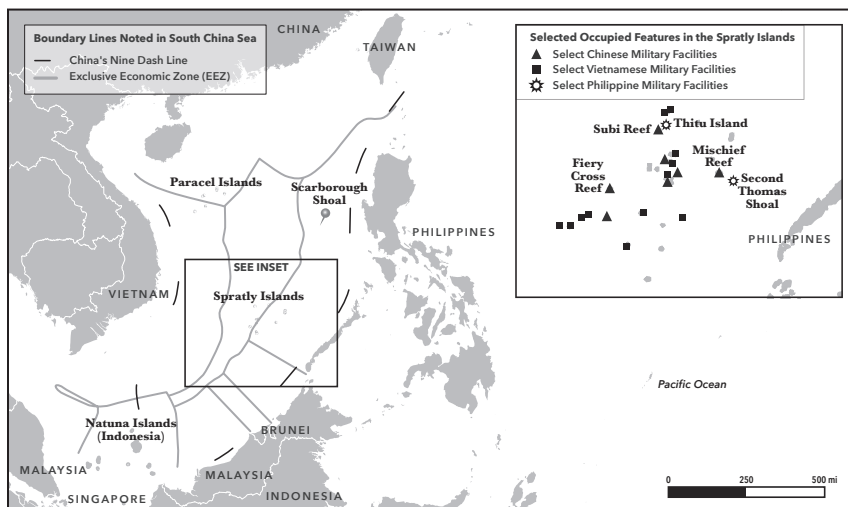 Boundary Lines Noted in South China Sea
China's Nine Dash Line
Exclusive Economic Zone (EEZ)
CHINA
TAIWAN
Paracel Islands
Scarborough
Shoal
PHILIPPINES
SEE INSET
VIETNAM
Spratly Islands
Natuna Islands
(Indonesia)
BRUNEI
MALAYSIA
MALAYSIA
SINGAPORE
INDONESIA
Selected Occupied Features in the Spratly Islands
Select Chinese Military Facilities
Select Vietnamese Military Facilities
Select Philippine Military Facilities
Subi Reef
Thitu Island
Mischief
Reef
Fiery
Cross
Reef
Second
Thomas
Shoal
PHILIPPINES
Pacific Ocean
0 250 500 mi